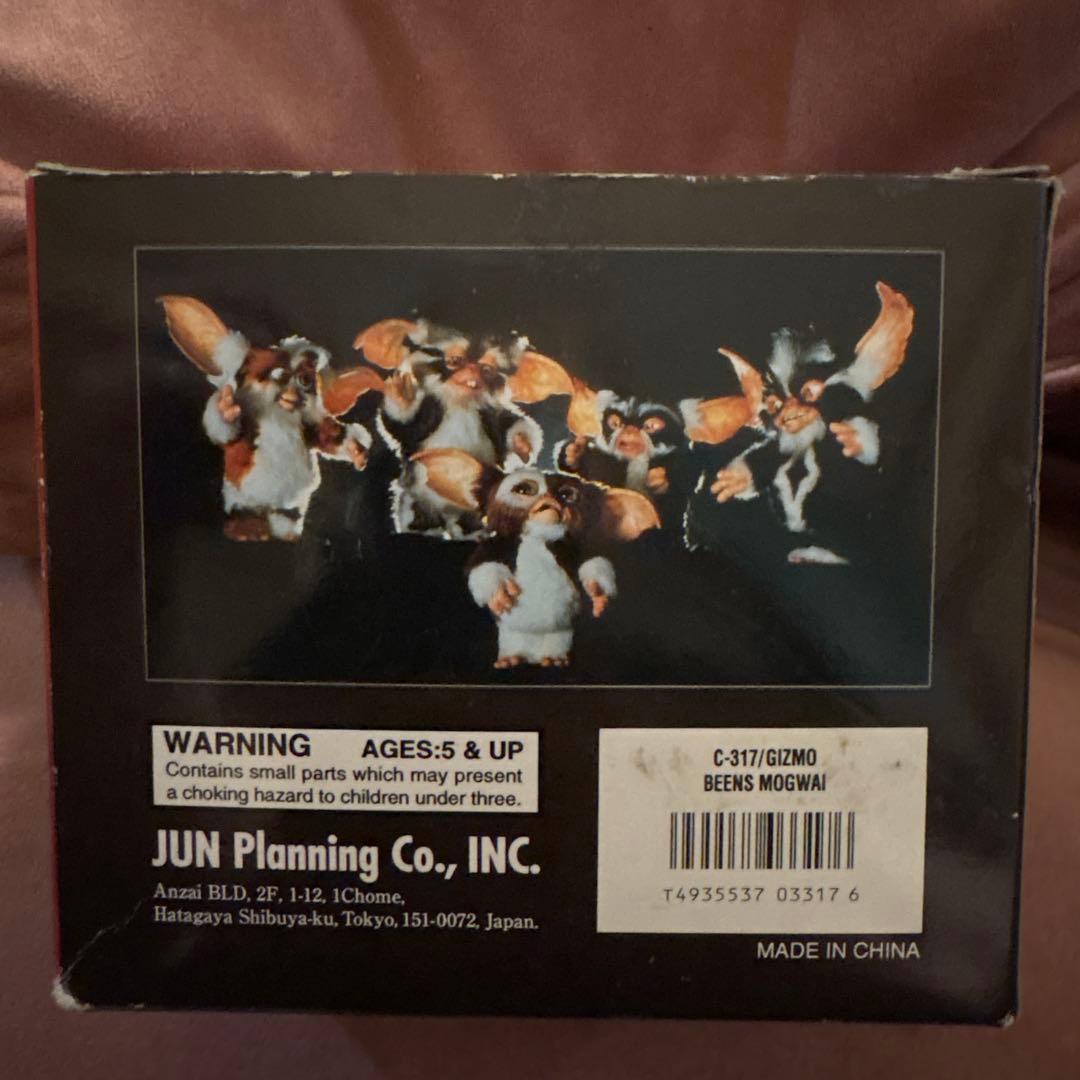 WARNING AGES:5 & UP
Contains small parts which may present
a choking hazard to children under three.
JUN Planning Co., INC.
Anzai BLD, 2F, 1-12, 1Chome,
Hatagaya Shibuya-ku, Tokyo, 151-0072, Japan.
C-317/GIZMO
BEENS MOGWAI
T4935537 03317 6
MADE IN CHINA